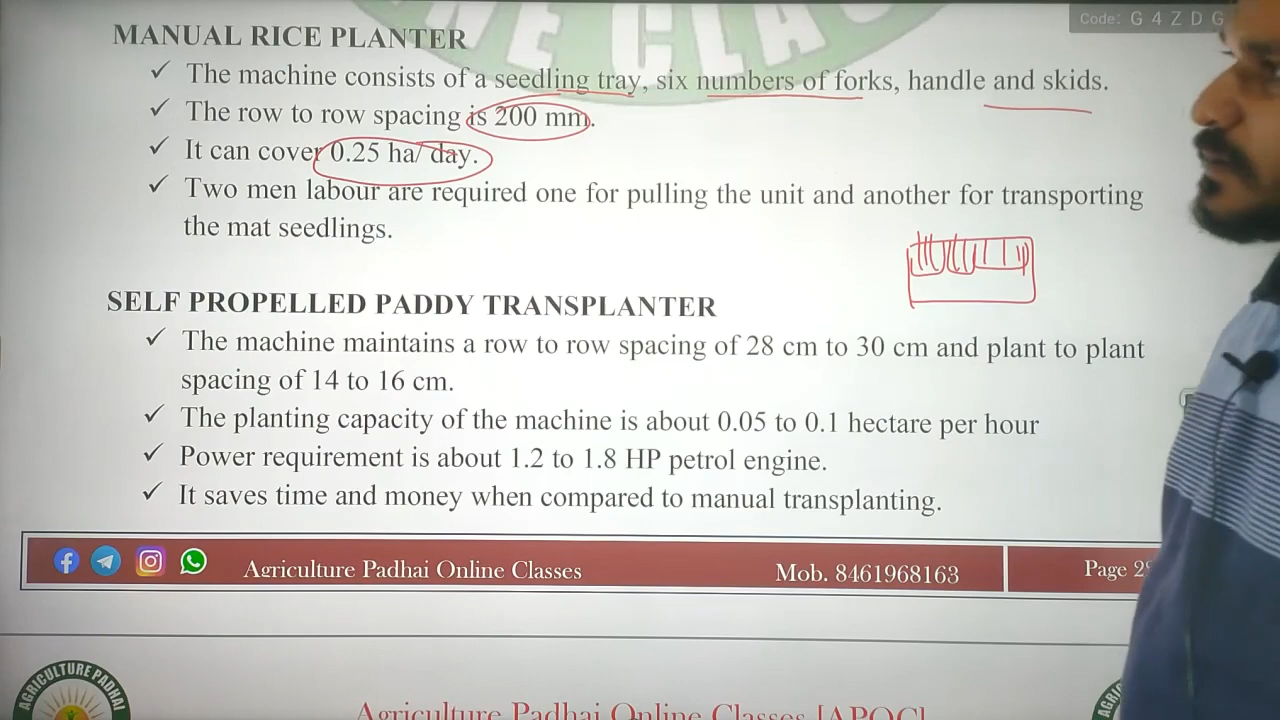 Code: G 4 Z D G
MANUAL RICE PLANTER
✓ The machine consists of a seedling tray, six numbers of forks, handle and skids.
✓ The row to row spacing is 200 mm.
✓ It can cover 0.25 ha/ day.
✓ Two men labour are required one for pulling the unit and another for transporting
the mat seedlings.
SELF PROPELLED PADDY TRANSPLANTER
✓ The machine maintains a row to row spacing of 28 cm to 30 cm and plant to plant
spacing of 14 to 16 cm.
✓ The planting capacity of the machine is about 0.05 to 0.1 hectare per hour
✓ Power requirement is about 1.2 to 1.8 HP petrol engine.
✓ It saves time and money when compared to manual transplanting.
Agriculture Padhai Online Classes Mob. 8461968163 Page 2
AGRICULTURE PADHAI
Agriculture Padhai Online Classes [APOC]